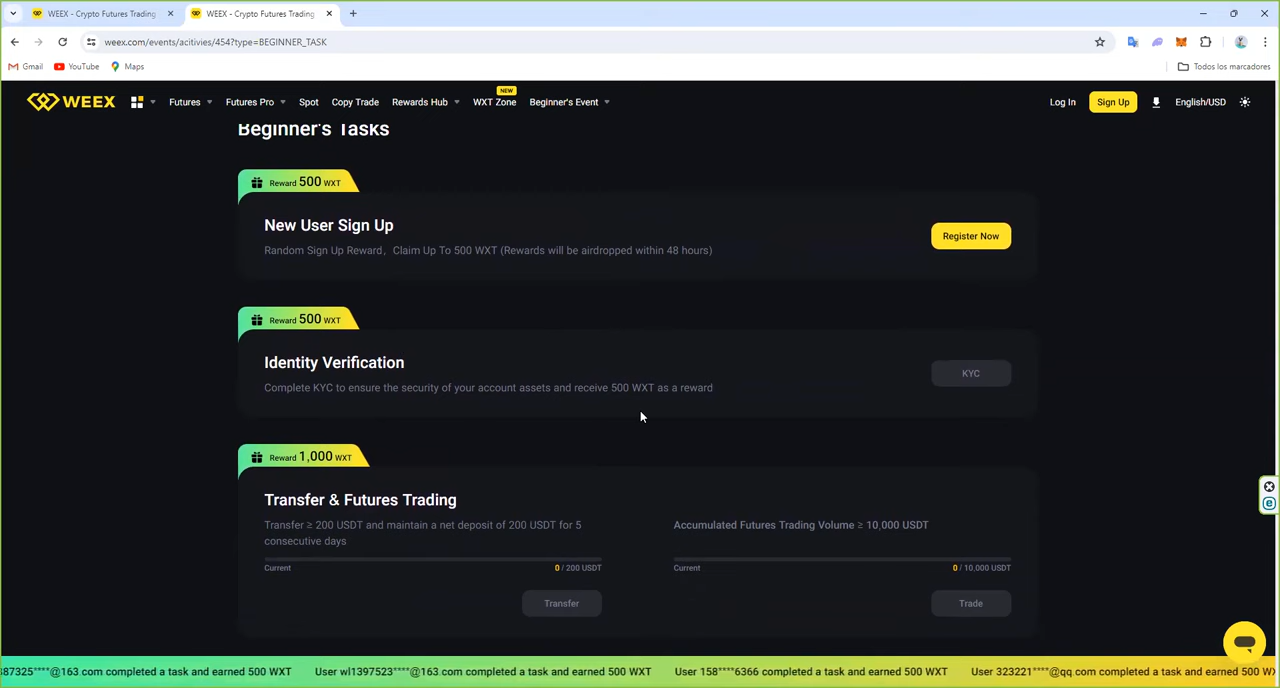 WEEX - Crypto Futures Trading
WEEX - Crypto Futures Trading
weex.com/events/acitivies/454?type=BEGINNER_TASK
Gmail
YouTube
Maps
Todos los marcadores
WEEX
Futures
Futures Pro
Spot
Copy Trade
Rewards Hub
NEW
WXT Zone
Beginner's Event
Log In
Sign Up
English/USD
Beginner's Tasks
Reward 500 WXT
New User Sign Up
Random Sign Up Reward，Claim Up To 500 WXT (Rewards will be airdropped within 48 hours)
Register Now
Reward 500 WXT
Identity Verification
Complete KYC to ensure the security of your account assets and receive 500 WXT as a reward
KYC
Reward 1,000 WXT
Transfer & Futures Trading
Transfer ≥ 200 USDT and maintain a net deposit of 200 USDT for 5
consecutive days
Current
0 / 200 USDT
Transfer
Accumulated Futures Trading Volume ≥ 10,000 USDT
Current
0 / 10,000 USDT
Trade
87325****@163.com completed a task and earned 500 WXT
User wl1397523****@163.com completed a task and earned 500 WXT
User 158****6366 completed a task and earned 500 WXT
User 323221****@qq.com completed a task and earned 500